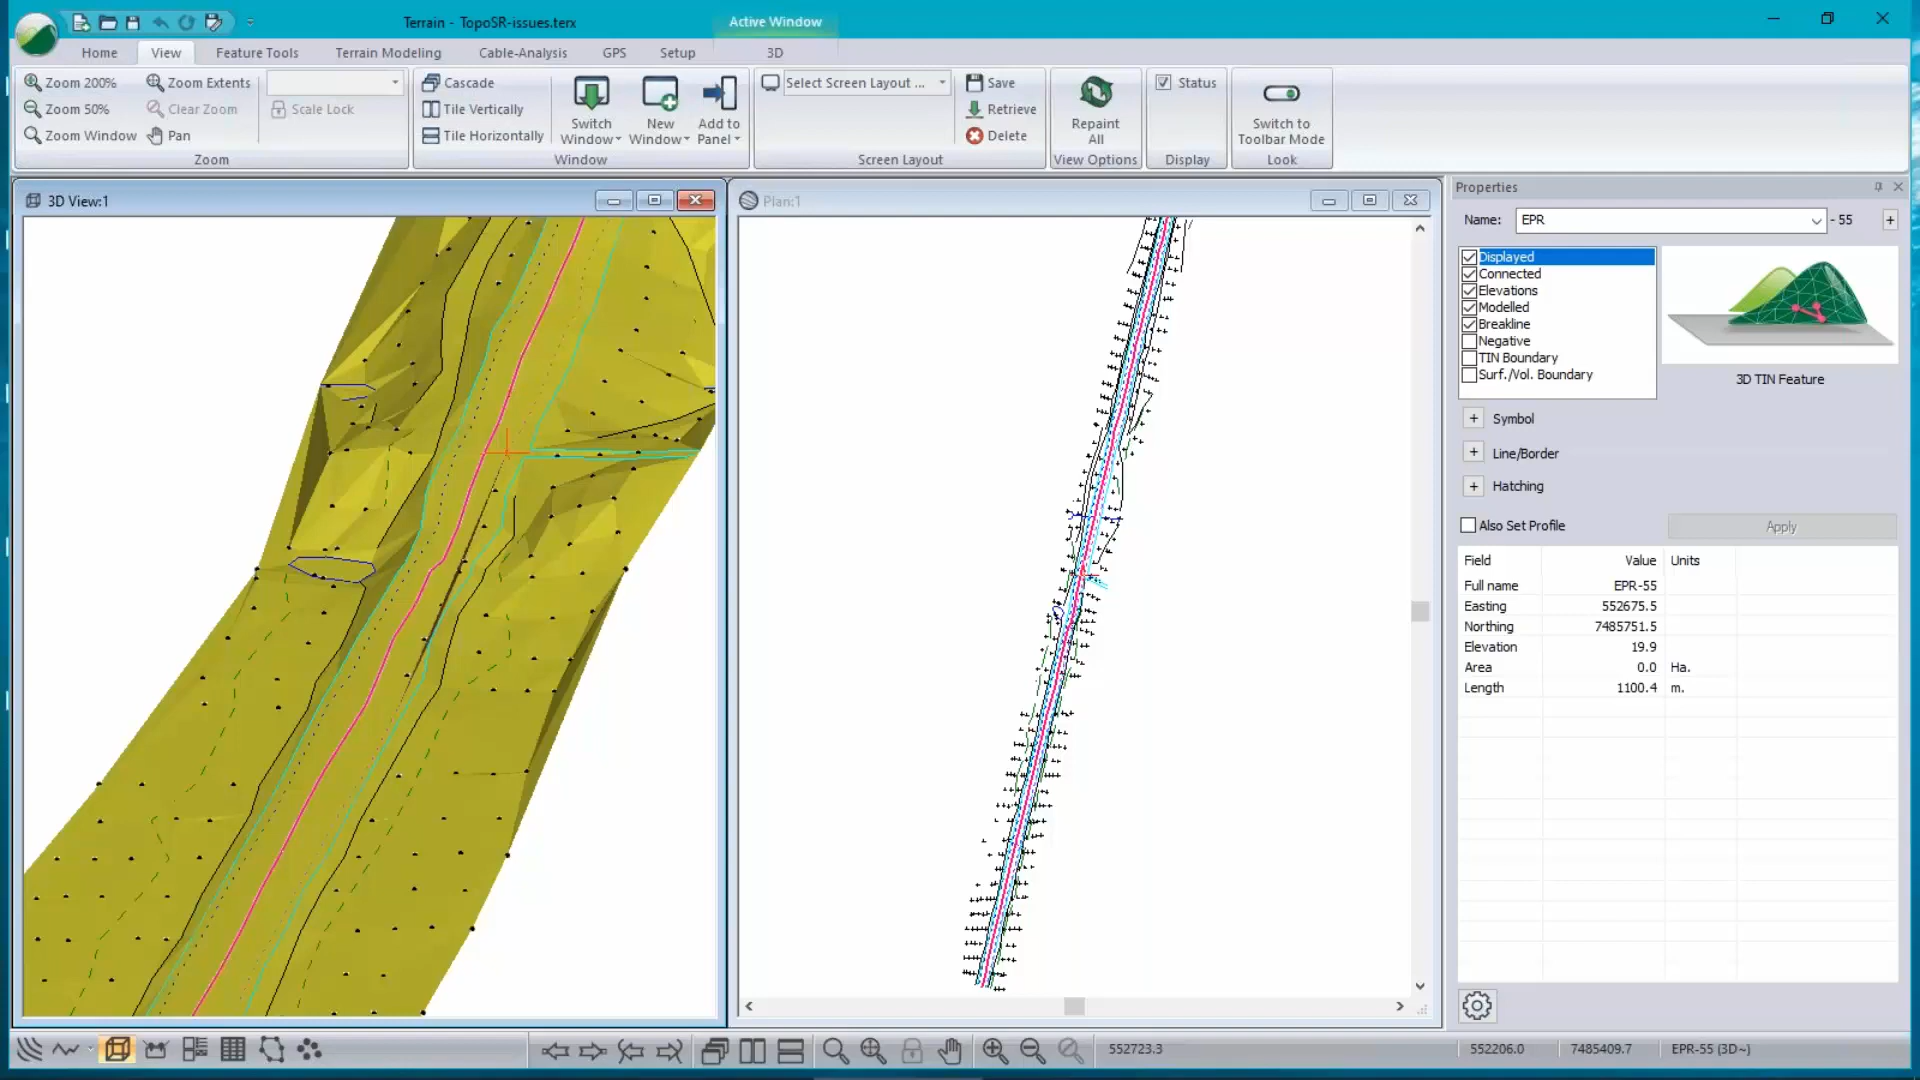 Terrain - TopoSR-issues.terx
Active Window
Home View Feature Tools Terrain Modeling Cable-Analysis GPS Setup 3D
Zoom 200% Zoom Extents
Zoom 50% Clear Zoom Scale Lock
Zoom Window Pan
Zoom
Cascade
Tile Vertically
Tile Horizontally
Switch Window
New Window
Add to Panel
Window
Select Screen Layout ...
Save
Retrieve
Delete
Screen Layout
Repaint All
View Options
Status
Display
Switch to Toolbar Mode
Look
3D View:1
Plan:1
Properties
Name: EPR - 55 +
Displayed
Connected
Elevations
Modelled
Breakline
Negative
TIN Boundary
Surf./Vol. Boundary
3D TIN Feature
+ Symbol
+ Line/Border
+ Hatching
Also Set Profile Apply
Field Value Units
Full name EPR-55
Easting 552675.5
Northing 7485751.5
Elevation 19.9
Area 0.0 Ha.
Length 1100.4 m.
552723.3 552206.0 7485409.7 EPR-55 (3D~)